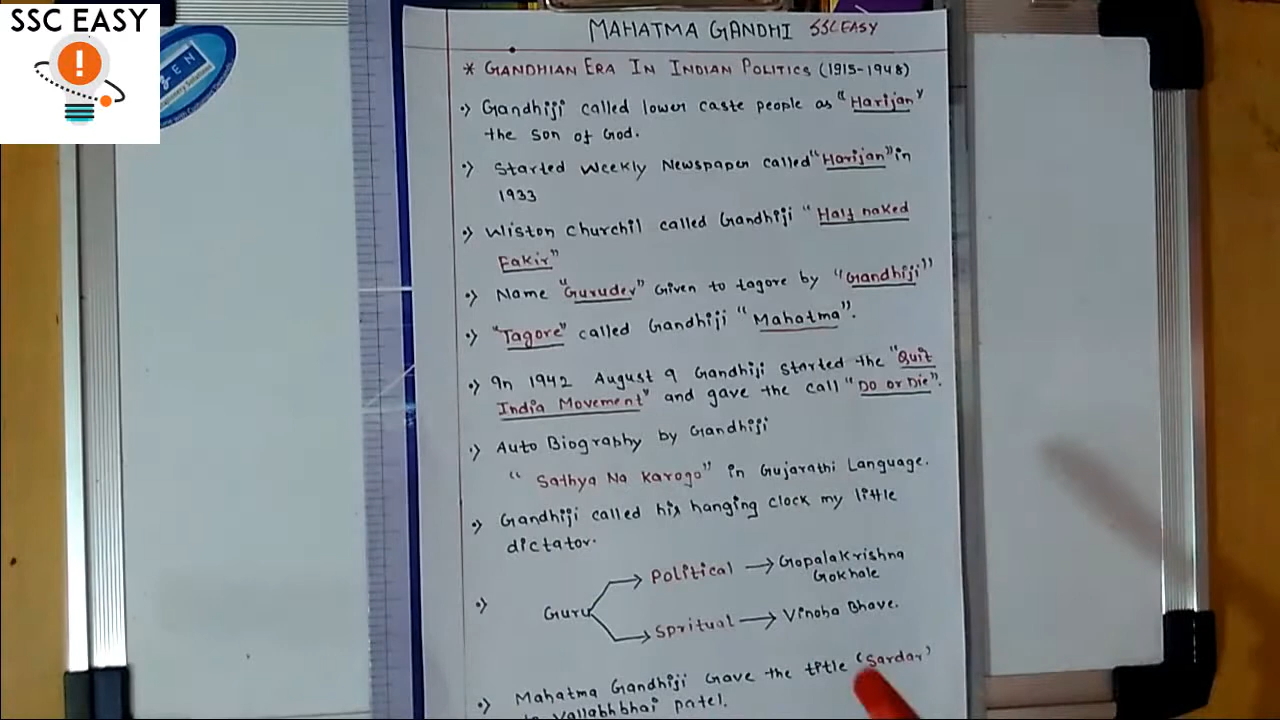 SSC EASY
MAHATMA GANDHI SSC EASY
* GANDHIAN ERA IN INDIAN POLITICS (1915-1948)
•) Gandhiji called lower caste people as "Harijan"
the son of God.
•) Started weekly Newspaper called "Harijan" in
1933
•) Wiston Churchil called Gandhiji "Half naked
Fakir"
•) Name "Gurudev" Given to tagore by "Gandhiji"
•) "Tagore" called Gandhiji "Mahatma".
•) In 1942 August 9 Gandhiji started the "Quit
India Movement" and gave the call "Do or Die".
•) Auto Biography by Gandhiji
"Sathya Na Karogo" in Gujarathi Language.
•) Gandhiji called his hanging clock my little
dictator.
•) Guru
Political → Gopalakrishna
Gokhale
Spritual → Vinoba Bhave.
•) Mahatma Gandhiji Gave the title 'Sardar'
to Vallabhbhai patel.